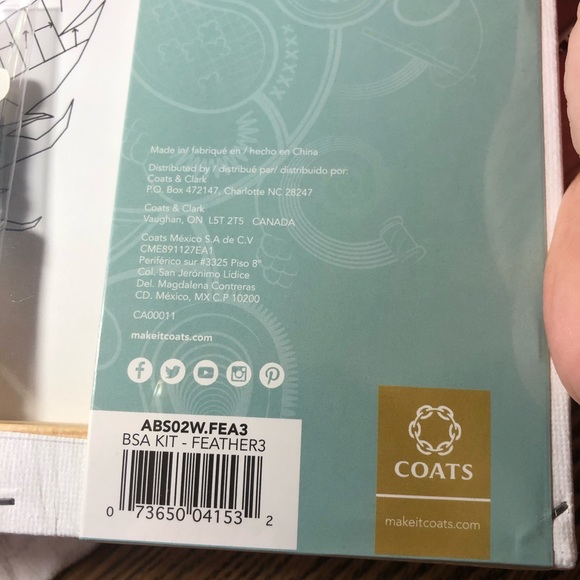 Made in/ fabriqué en / hecho en China
Distributed by / distribué par/ distribuido por:
Coats & Clark
P.O. Box 472147, Charlotte NC 28247
Coats & Clark
Vaughan, ON L5T 2T5 CANADA
Coats México S.A de C.V
CME891127EA1
Periférico sur #3325 Piso 8°
Col. San Jerónimo Lídice
Del. Magdalena Contreras
CD. México, MX C.P 10200
CA00011
makeitcoats.com
ABS02W.FEA3
BSA KIT - FEATHER3
0 73650 04153 2
COATS
makeitcoats.com